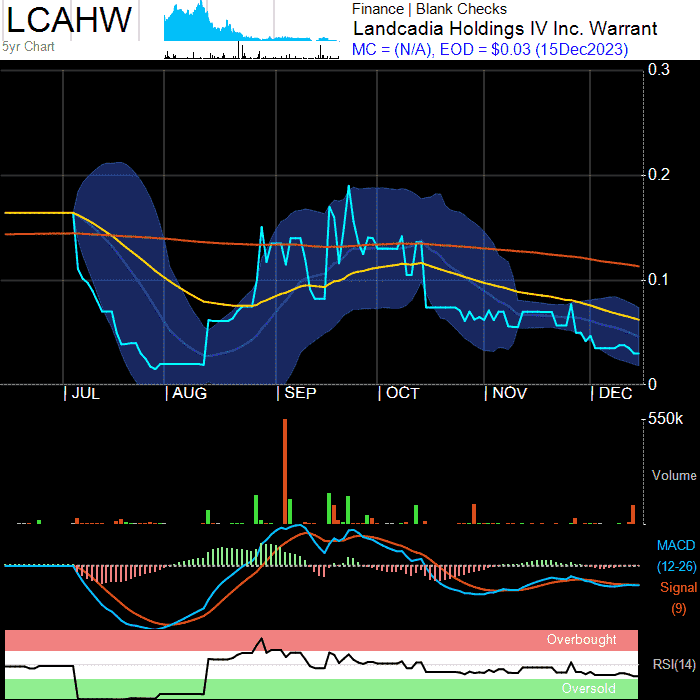 LCAHW
5yr Chart
Finance | Blank Checks
Landcadia Holdings IV Inc. Warrant
MC = (N/A), EOD = $0.03 (15Dec2023)
0.3
0.2
0.1
0
| JUL | AUG | SEP | OCT | NOV | DEC
550k
Volume
MACD
(12-26)
Signal
(9)
Overbought
RSI(14)
Oversold